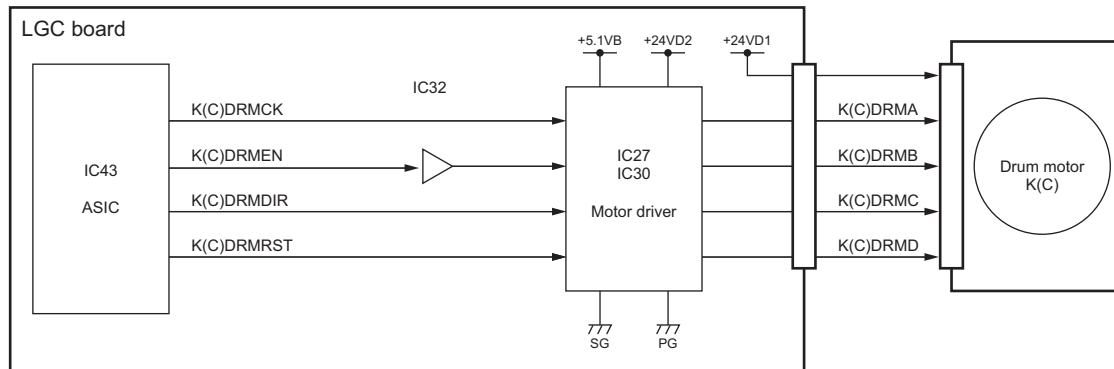 LGC board
+5.1VB
+24VD2
+24VD1
IC32
K(C)DRMCK
K(C)DRMA
K(C)DRMEN
K(C)DRMB
IC43
ASIC
IC27
IC30
Motor driver
Drum motor
K(C)
K(C)DRMDIR
K(C)DRMC
K(C)DRMRST
K(C)DRMD
SG
PG